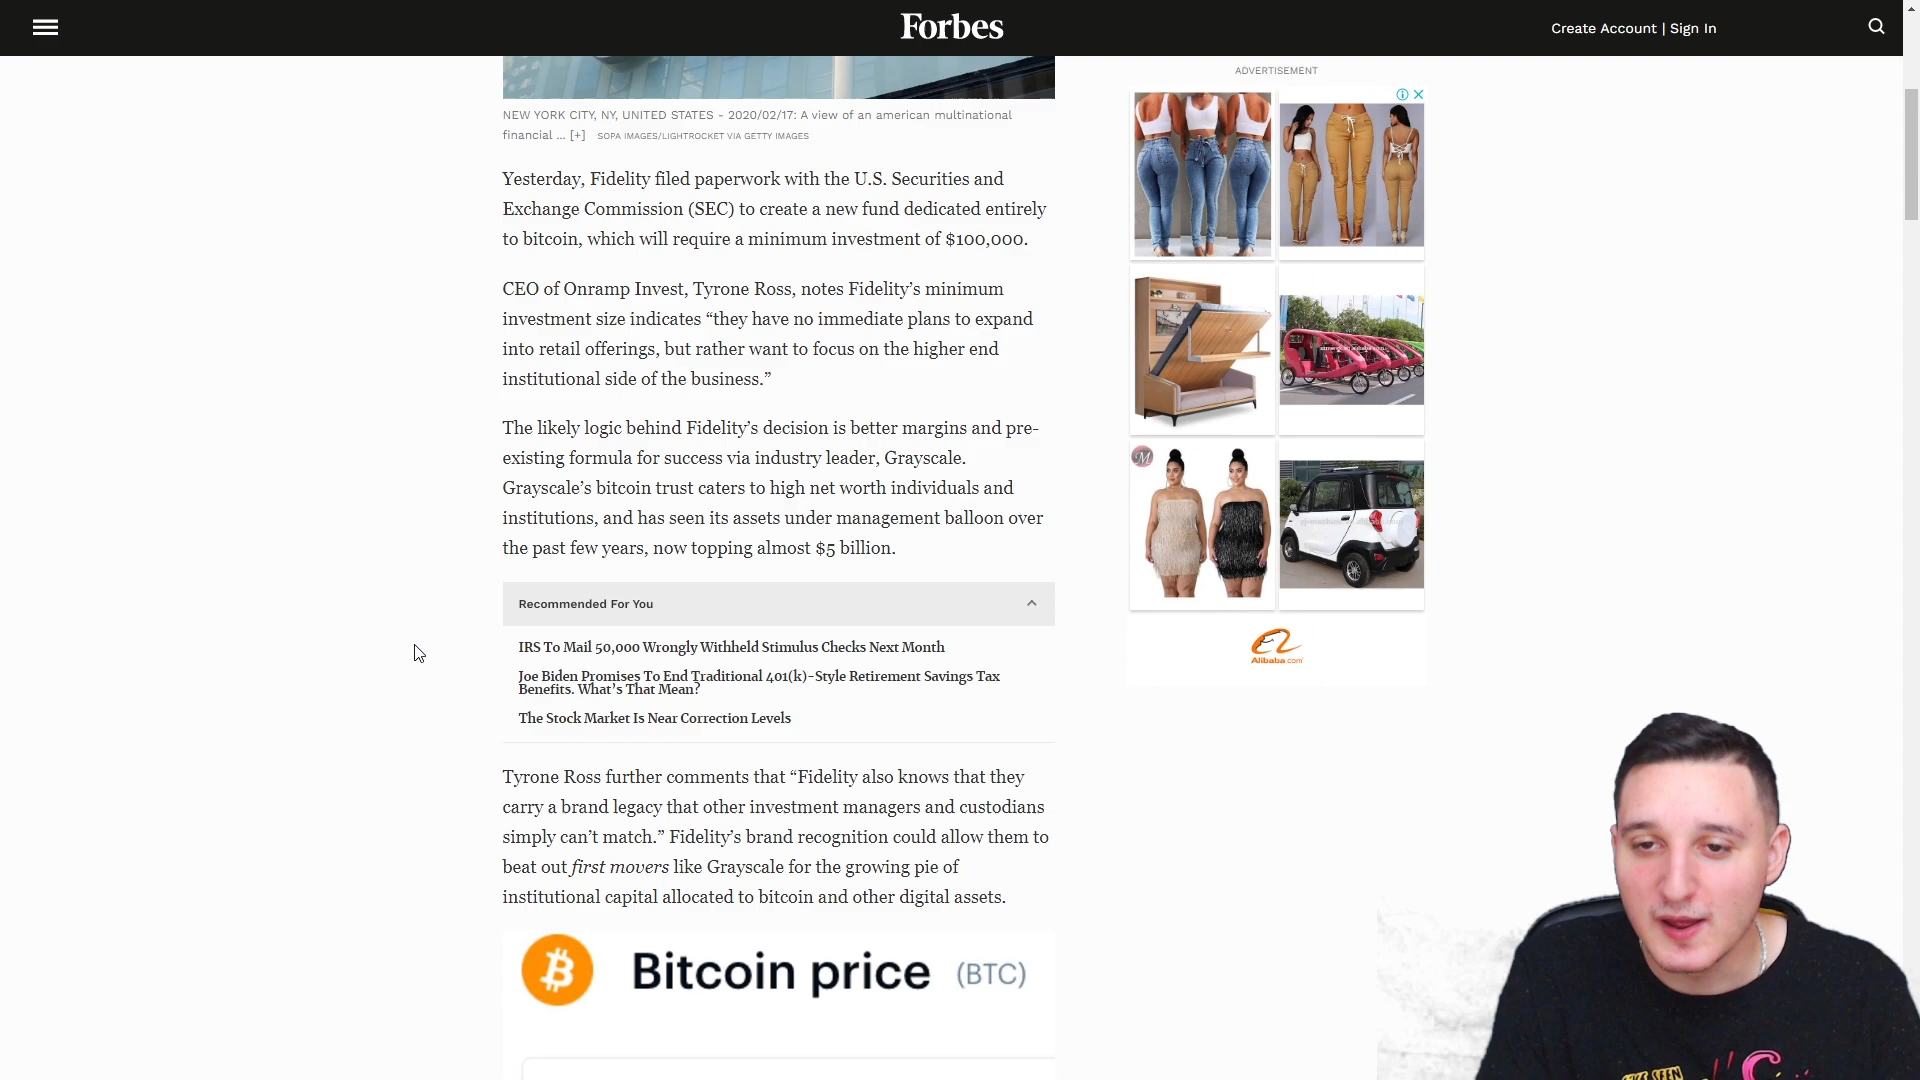 Forbes
Create Account | Sign In
ADVERTISEMENT
NEW YORK CITY, NY, UNITED STATES - 2020/02/17: A view of an american multinational
financial ... [+] SOPA IMAGES/LIGHTROCKET VIA GETTY IMAGES
Yesterday, Fidelity filed paperwork with the U.S. Securities and
Exchange Commission (SEC) to create a new fund dedicated entirely
to bitcoin, which will require a minimum investment of $100,000.
CEO of Onramp Invest, Tyrone Ross, notes Fidelity’s minimum
investment size indicates “they have no immediate plans to expand
into retail offerings, but rather want to focus on the higher end
institutional side of the business.”
The likely logic behind Fidelity’s decision is better margins and pre-
existing formula for success via industry leader, Grayscale.
Grayscale’s bitcoin trust caters to high net worth individuals and
institutions, and has seen its assets under management balloon over
the past few years, now topping almost $5 billion.
Recommended For You
IRS To Mail 50,000 Wrongly Withheld Stimulus Checks Next Month
Joe Biden Promises To End Traditional 401(k)-Style Retirement Savings Tax
Benefits. What’s That Mean?
The Stock Market Is Near Correction Levels
Tyrone Ross further comments that “Fidelity also knows that they
carry a brand legacy that other investment managers and custodians
simply can’t match.” Fidelity’s brand recognition could allow them to
beat out first movers like Grayscale for the growing pie of
institutional capital allocated to bitcoin and other digital assets.
Bitcoin price (BTC)
M
Alibaba.com
SEEN